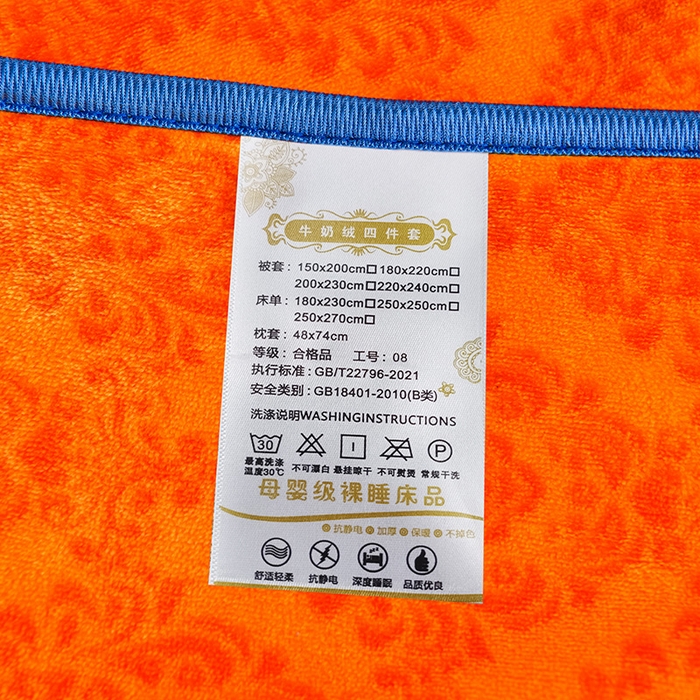 牛奶绒四件套
被套：150x200cm□180x220cm□
200x230cm□220x240cm□
床单：180x230cm□250x250cm□
250x270cm□
枕套：48x74cm
等级：合格品 工号：08
执行标准：GB/T22796-2021
安全类别：GB18401-2010(B类)
洗涤说明WASHINGINSTRUCTIONS
30 P
最高洗涤温度30℃ 不可漂白 悬挂晾干 不可熨烫 常规干洗
母婴级裸睡床品
抗静电 加厚 保暖 不掉色
舒适轻柔 抗静电 深度睡眠 品质优良